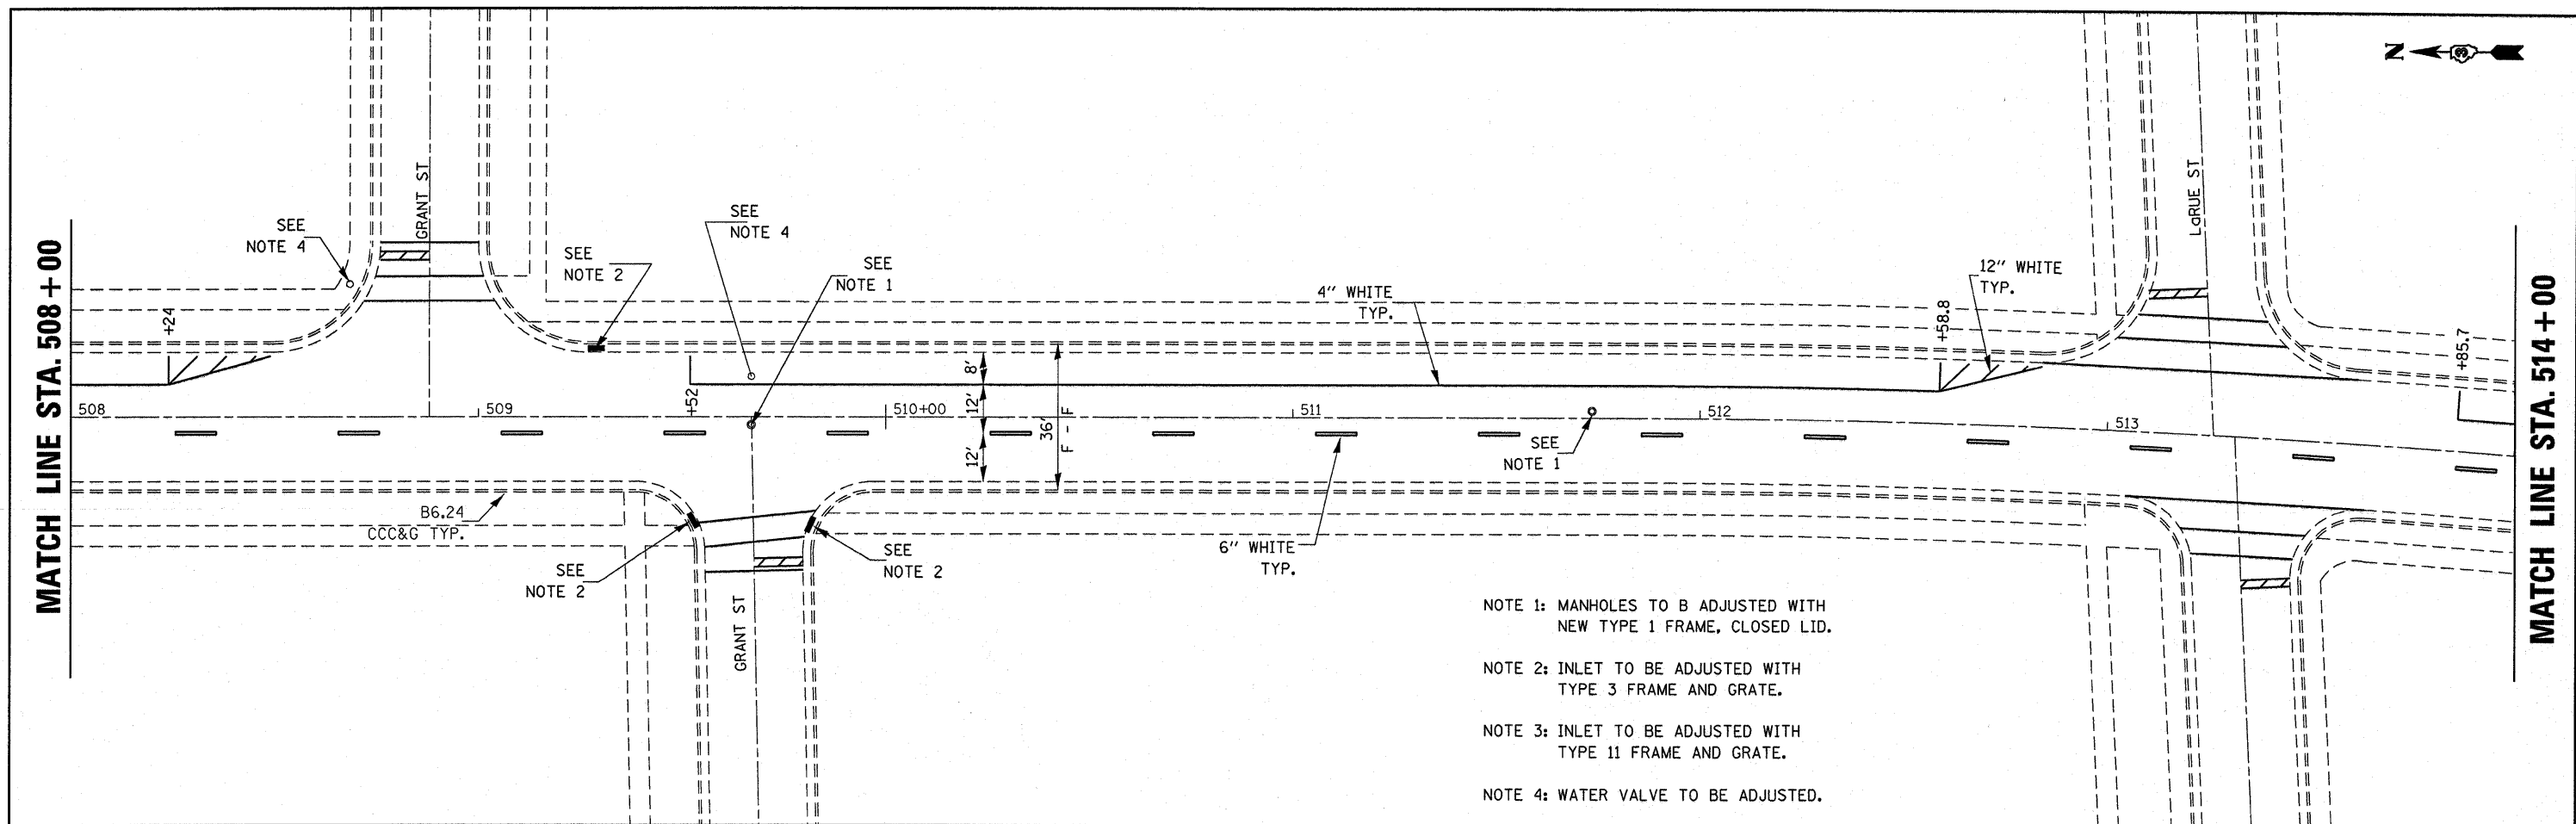 MATCH LINE STA. 508+00
508
+24
SEE
NOTE 4
GRANT ST
SEE
NOTE 2
SEE
NOTE 4
SEE
NOTE 1
509
+52
510+00
8'
12'
12'
36'
F - F
4" WHITE
TYP.
511
SEE
NOTE 1
512
+58.8
12" WHITE
TYP.
LaRUE ST
513
+85.7
N
3
MATCH LINE STA. 514+00
B6.24
CCC&G TYP.
SEE
NOTE 2
GRANT ST
SEE
NOTE 2
6" WHITE
TYP.
NOTE 1: MANHOLES TO B ADJUSTED WITH
NEW TYPE 1 FRAME, CLOSED LID.
NOTE 2: INLET TO BE ADJUSTED WITH
TYPE 3 FRAME AND GRATE.
NOTE 3: INLET TO BE ADJUSTED WITH
TYPE 11 FRAME AND GRATE.
NOTE 4: WATER VALVE TO BE ADJUSTED.